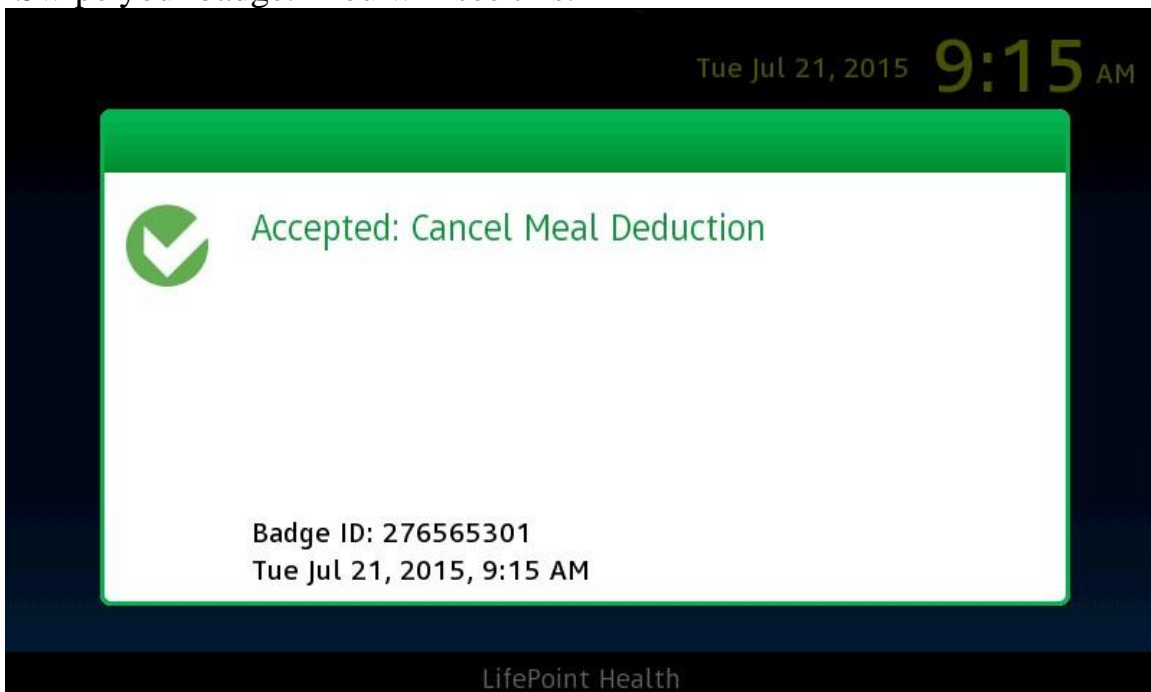 Tue Jul 21, 2015 9:15 AM
Accepted: Cancel Meal Deduction
Badge ID: 276565301
Tue Jul 21, 2015, 9:15 AM
LifePoint Health